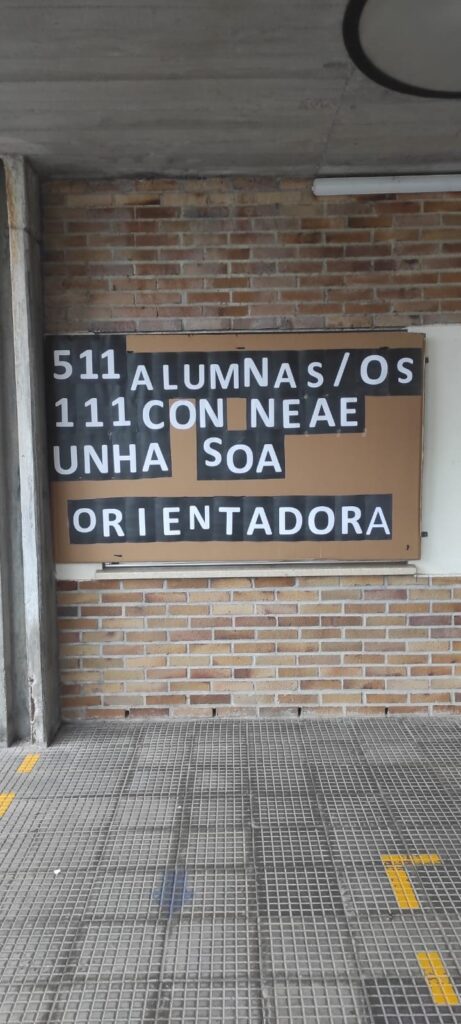 511 ALUMNAS/OS
111 CON NEAE
UNHA SOA
ORIENTADORA